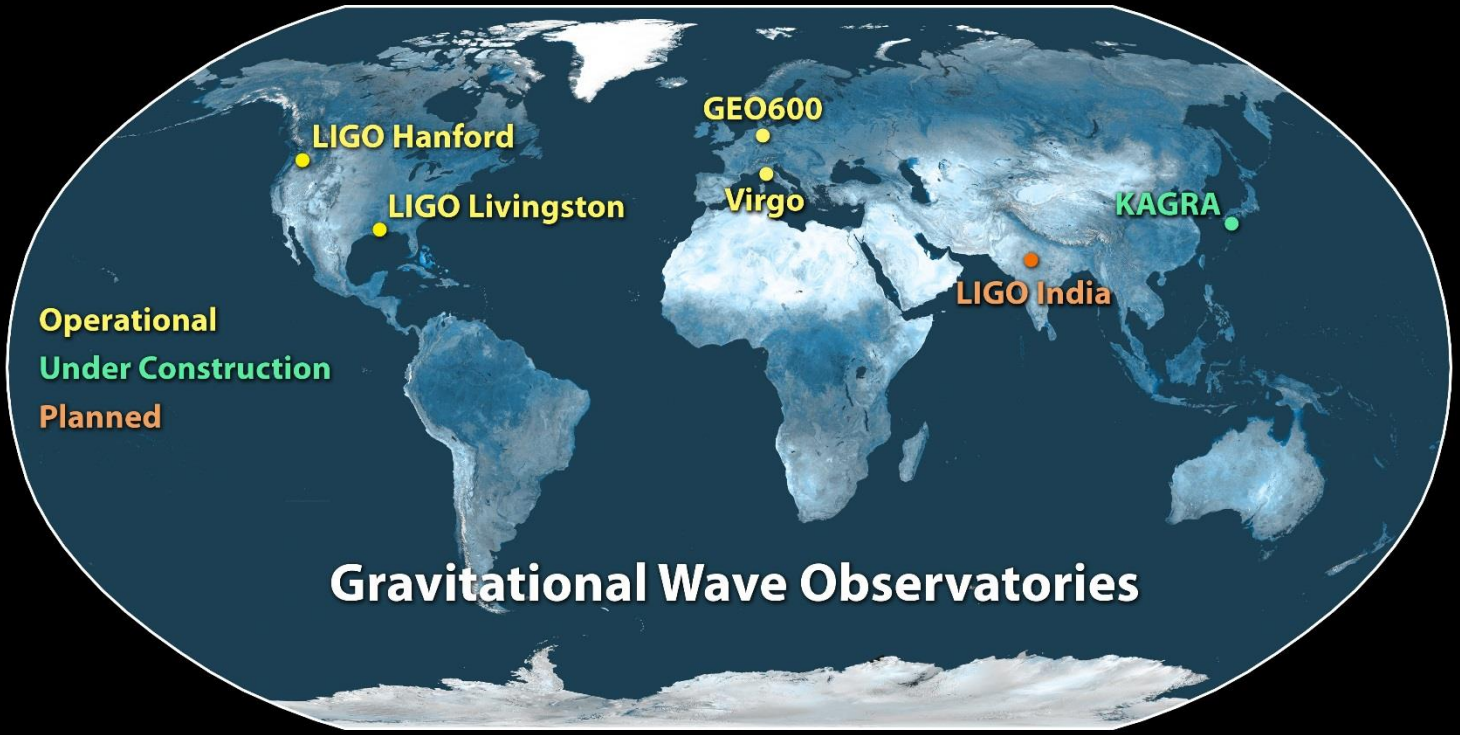 GEO600
LIGO Hanford
LIGO Livingston
Virgo
KAGRA
LIGO India
Operational
Under Construction
Planned
Gravitational Wave Observatories